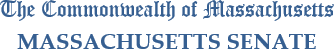 The Commonwealth of Massachusetts
MASSACHUSETTS SENATE